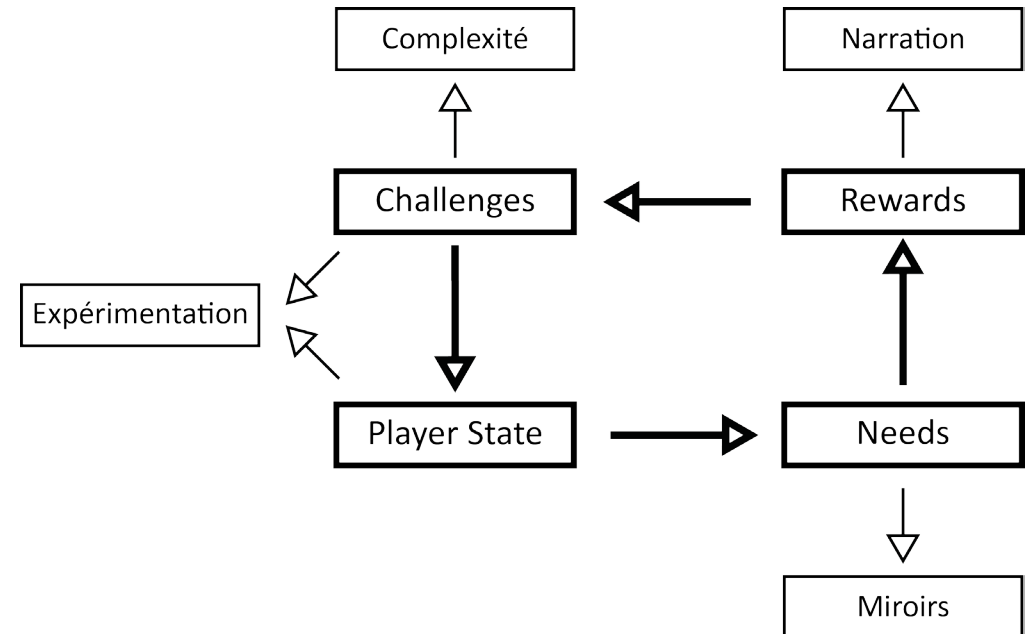 Complexité
Narration
Challenges
Rewards
Expérimentation
Player State
Needs
Miroirs